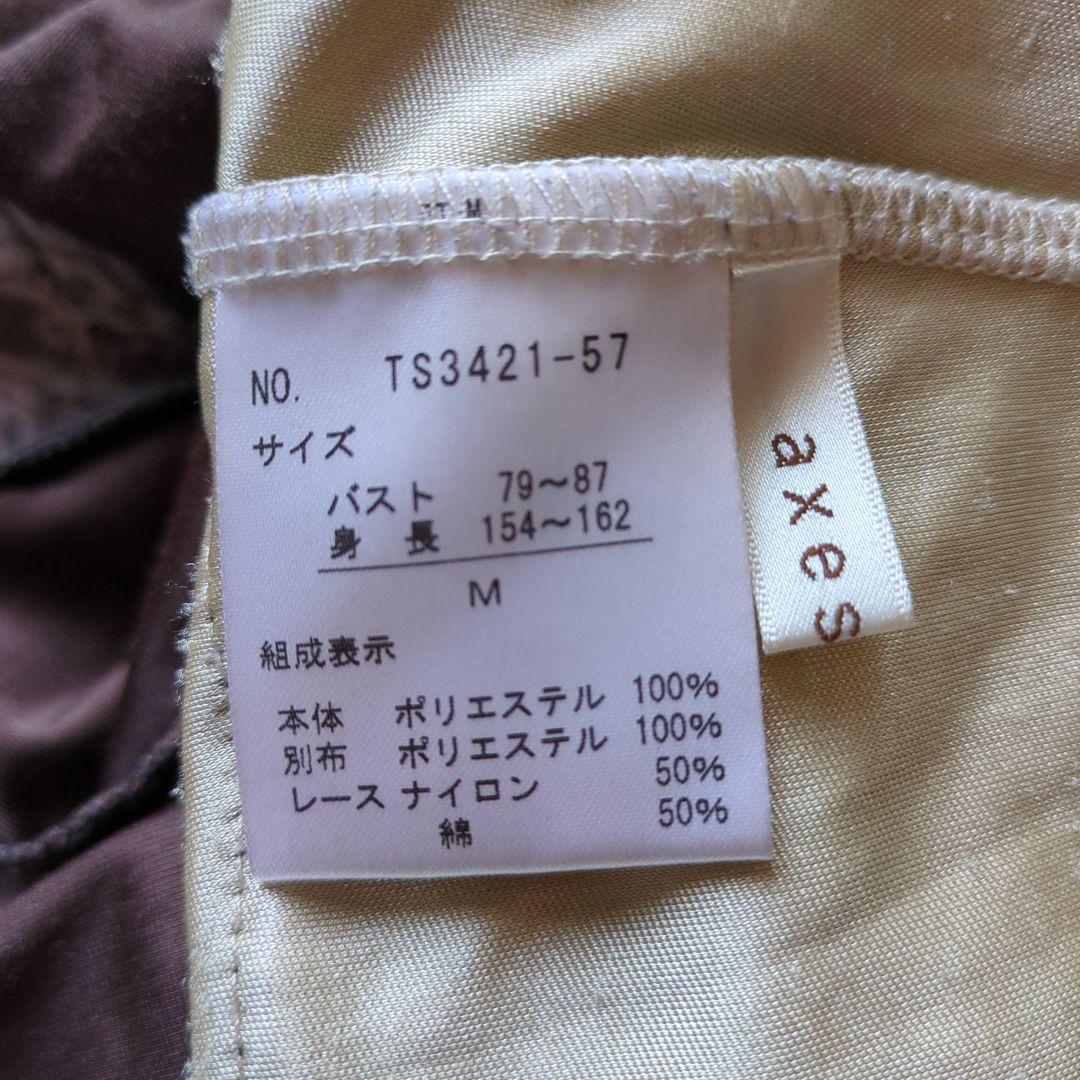 NO. TS3421-57
サイズ
バスト 79〜87
身長 154〜162
M
組成表示
本体 ポリエステル 100%
別布 ポリエステル 100%
レース ナイロン 50%
綿 50%
axes